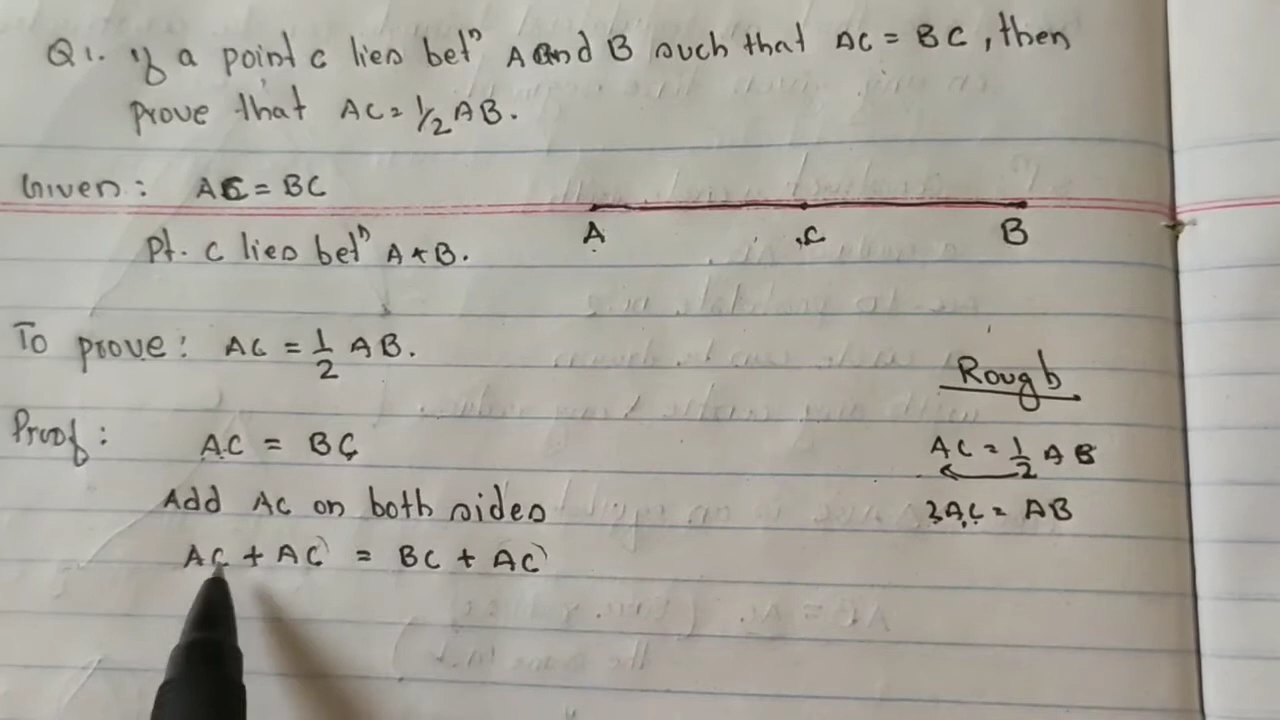 Q1. If a point C lies betⁿ A and B such that AC = BC, then
prove that AC = 1/2 AB.
Given: AC = BC
A C B
Pt. C lies betⁿ A & B.
To prove: AC = 1/2 AB.
Rough
Proof: AC = BC
AC = 1/2 AB
Add AC on both sides
2AC = AB
AC + AC = BC + AC